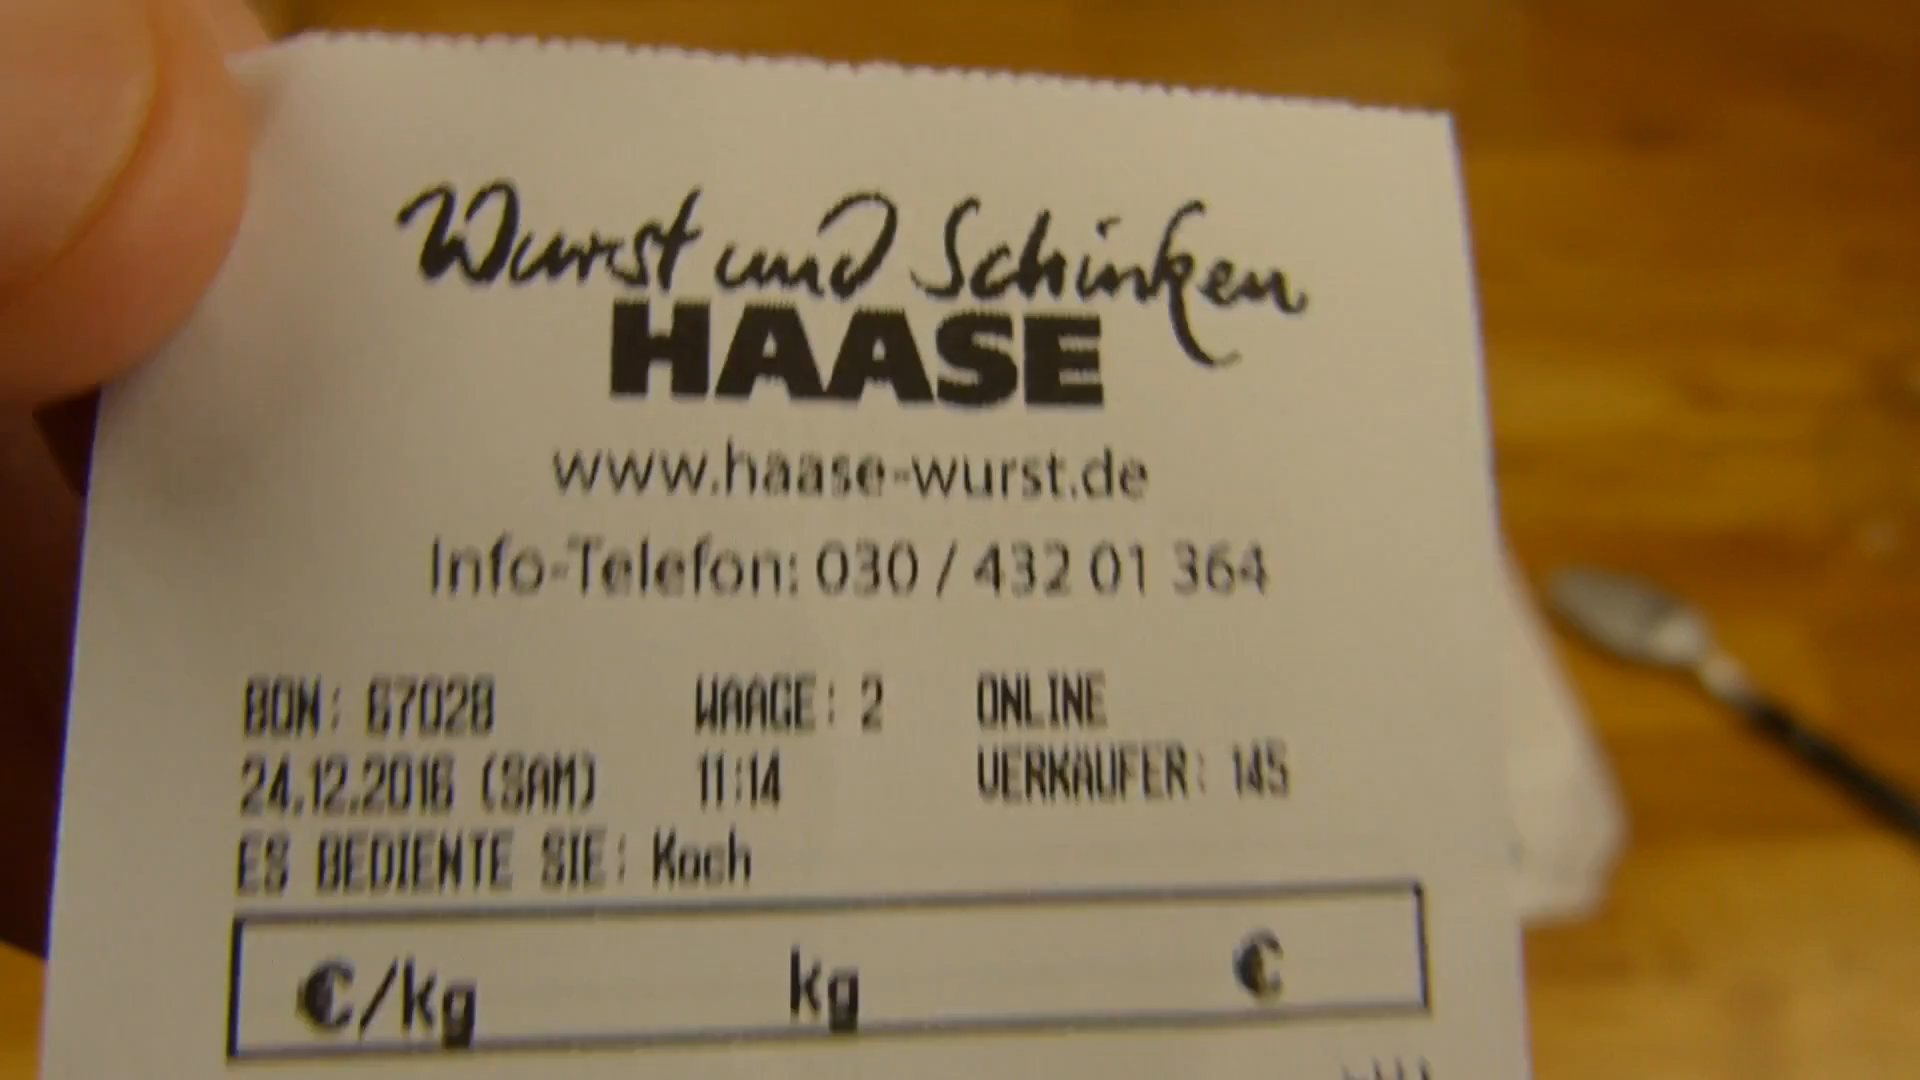 Wurst und Schinken
HAASE
www.haase-wurst.de
Info-Telefon: 030 / 432 01 364
BON: 67028 WAAGE: 2 ONLINE
24.12.2016 (SAM) 11:14 VERKÄUFER: 145
ES BEDIENTE SIE: Koch
€/kg kg €